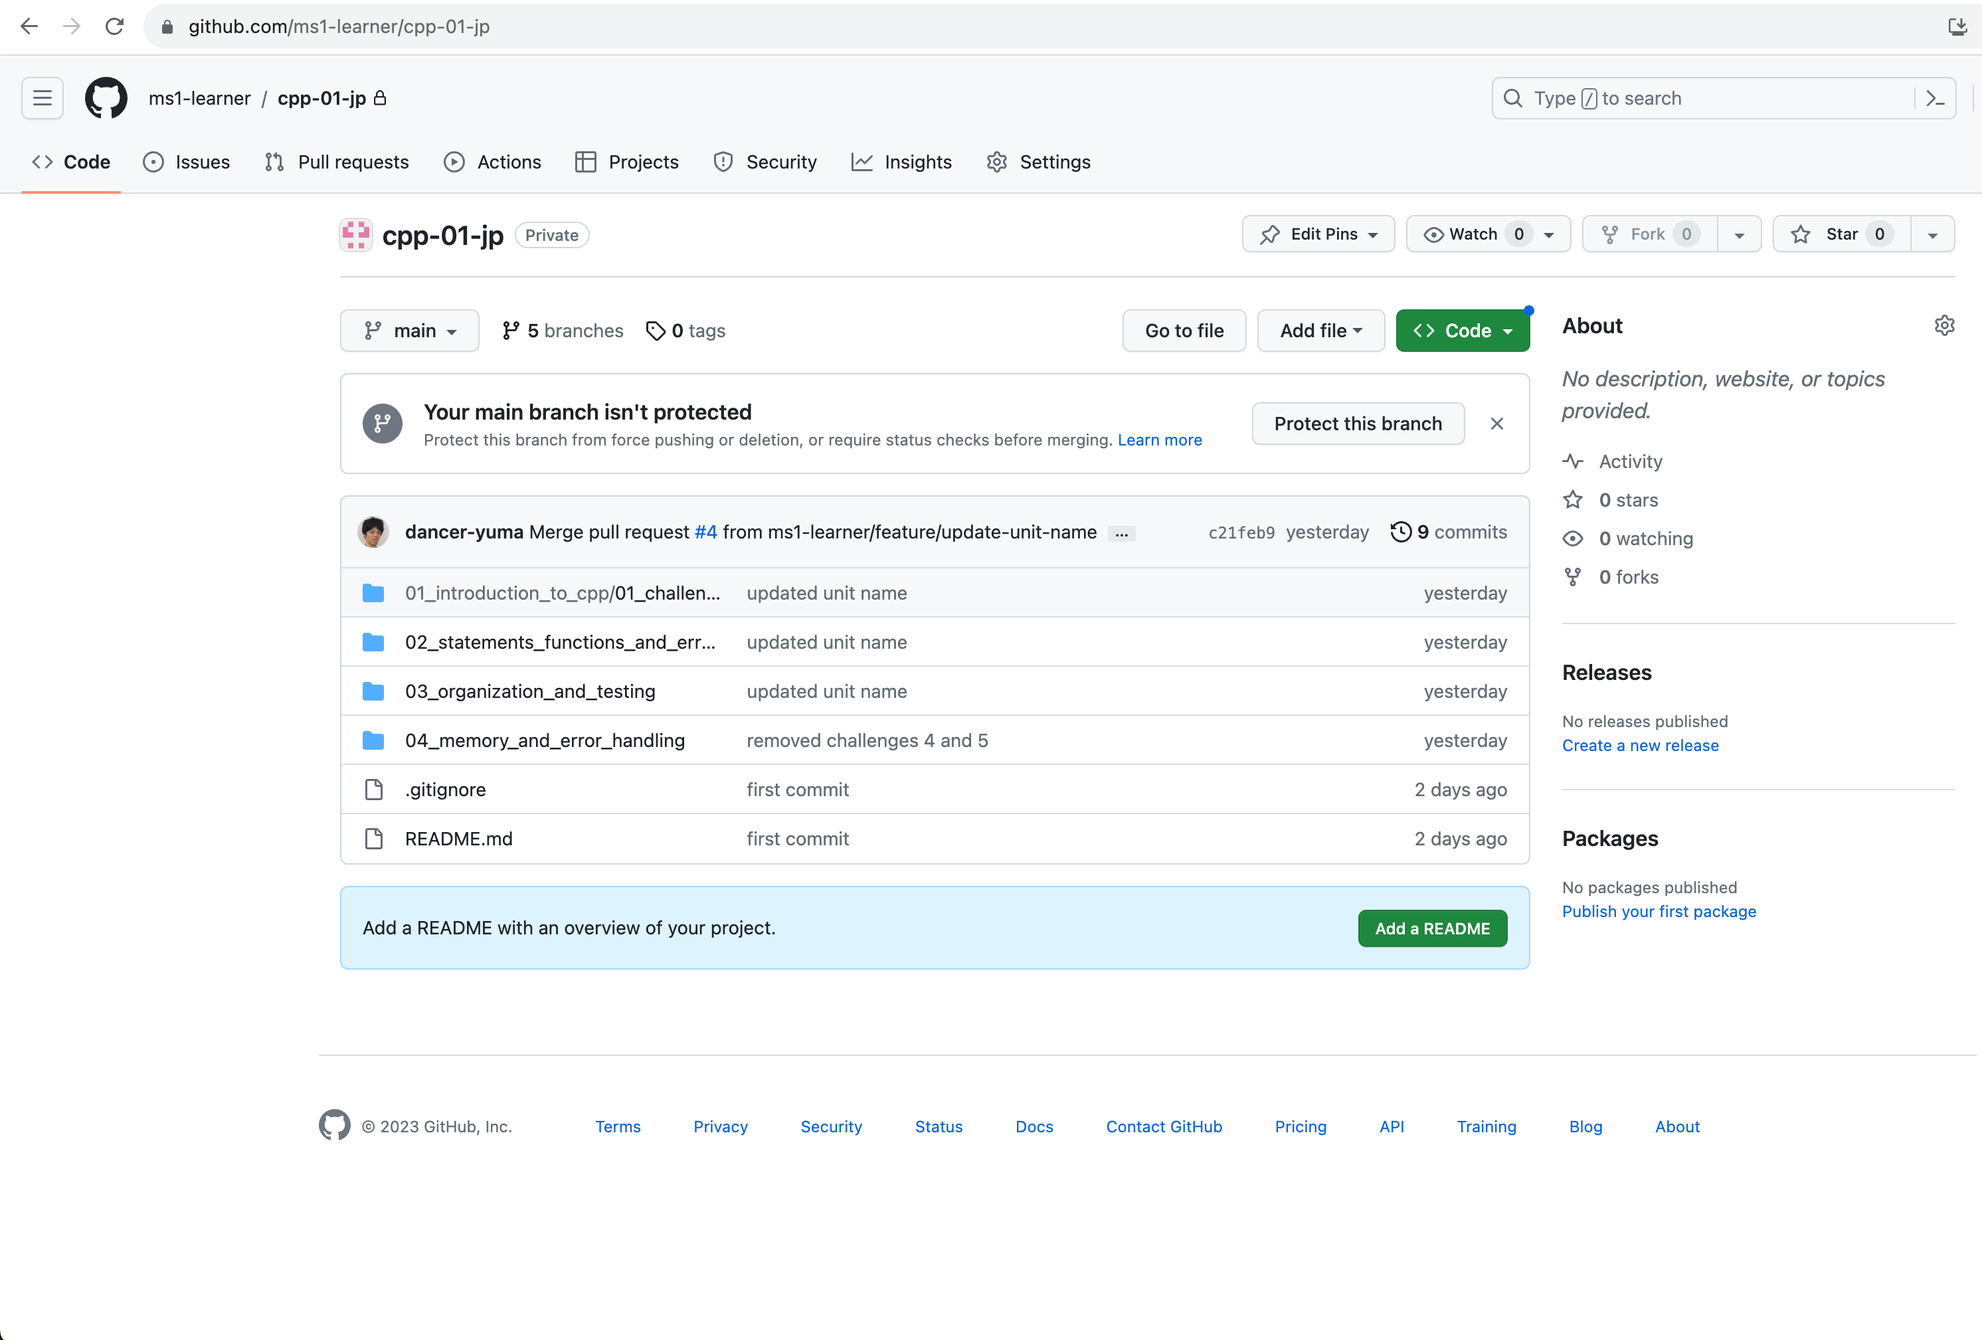 github.com/ms1-learner/cpp-01-jp
ms1-learner / cpp-01-jp
Type / to search
Code Issues Pull requests Actions Projects Security Insights Settings
cpp-01-jp Private
Edit Pins Watch 0 Fork 0 Star 0
main 5 branches 0 tags Go to file Add file Code
Your main branch isn't protected
Protect this branch from force pushing or deletion, or require status checks before merging. Learn more
Protect this branch
dancer-yuma Merge pull request #4 from ms1-learner/feature/update-unit-name ... c21feb9 yesterday 9 commits
01_introduction_to_cpp/01_challen... updated unit name yesterday
02_statements_functions_and_err... updated unit name yesterday
03_organization_and_testing updated unit name yesterday
04_memory_and_error_handling removed challenges 4 and 5 yesterday
.gitignore first commit 2 days ago
README.md first commit 2 days ago
Add a README with an overview of your project. Add a README
About
No description, website, or topics
provided.
Activity
0 stars
0 watching
0 forks
Releases
No releases published
Create a new release
Packages
No packages published
Publish your first package
© 2023 GitHub, Inc. Terms Privacy Security Status Docs Contact GitHub Pricing API Training Blog About